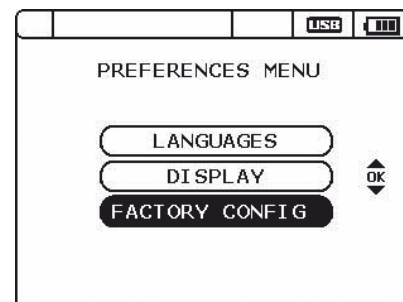 USB
PREFERENCES MENU
LANGUAGES
DISPLAY
OK
FACTORY CONFIG